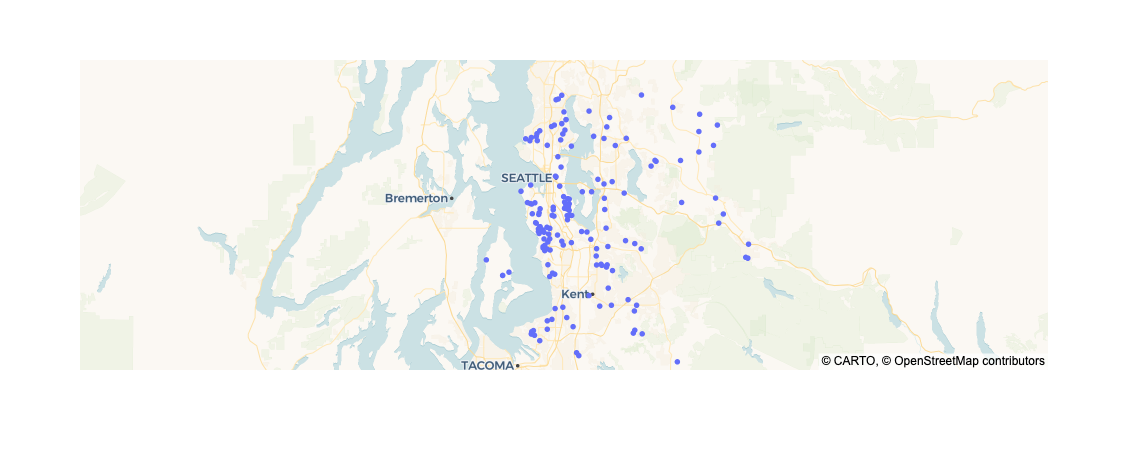 SEATTLE
Bremerton
Kent
TACOMA
© CARTO, © OpenStreetMap contributors